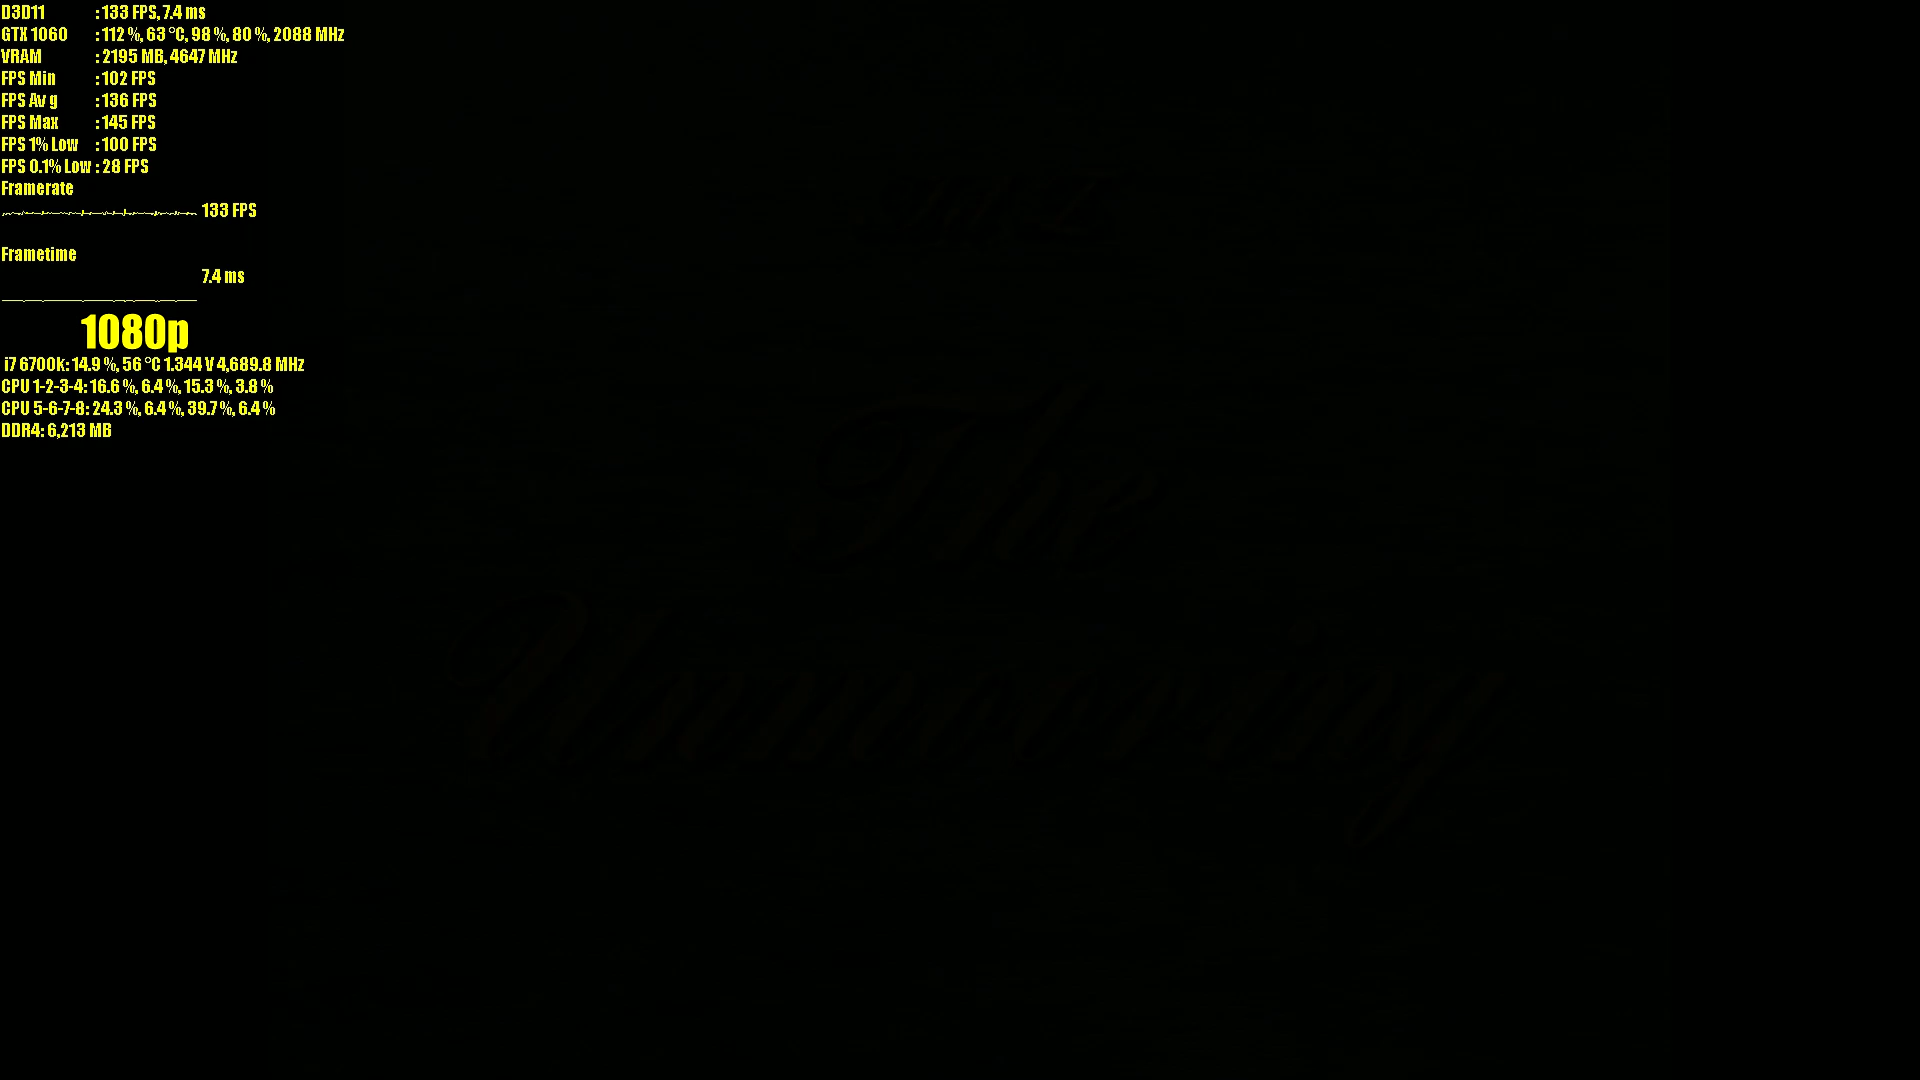 D3D11 : 133 FPS, 7.4 ms
GTX 1060 : 112 %, 63 °C, 98 %, 80 %, 2088 MHz
VRAM : 2195 MB, 4647 MHz
FPS Min : 102 FPS
FPS Avg : 136 FPS
FPS Max : 145 FPS
FPS 1% Low : 100 FPS
FPS 0.1% Low : 28 FPS
Framerate
133 FPS
Frametime
7.4 ms
1080p
i7 6700k: 14.9 %, 56 °C 1.344 V 4,689.8 MHz
CPU 1-2-3-4: 16.6 %, 6.4 %, 15.3 %, 3.8 %
CPU 5-6-7-8: 24.3 %, 6.4 %, 39.7 %, 6.4 %
DDR4: 6,213 MB
The